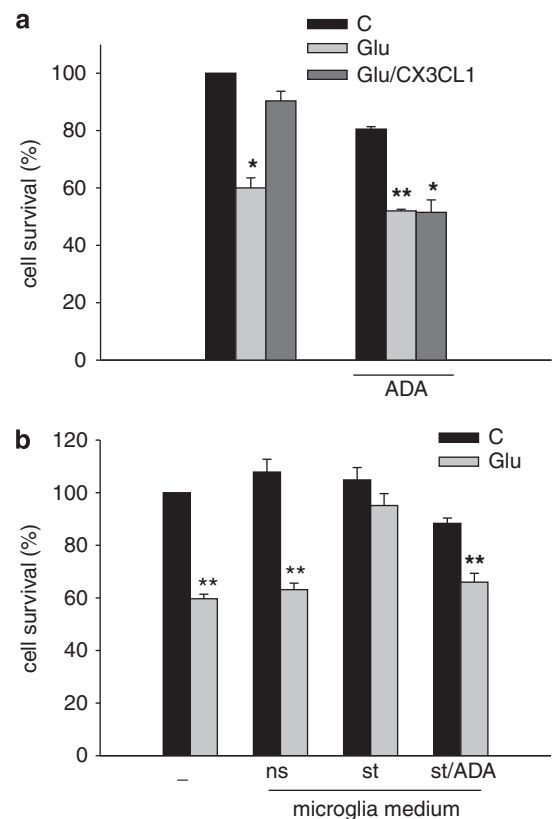 a
C
Glu
Glu/CX3CL1
cell survival (%)
100
80
60
40
20
0
*
**
*
ADA
b
C
Glu
cell survival (%)
120
100
80
60
40
20
0
**
**
**
– ns st st/ADA
microglia medium